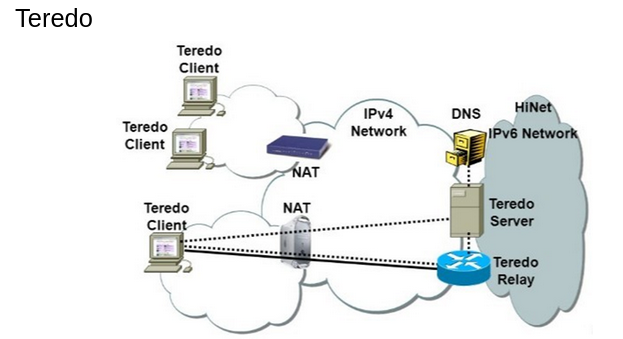 Teredo
Teredo
Client
Teredo
Client
NAT
IPv4
Network
DNS
HiNet
IPv6 Network
Teredo
Client
NAT
Teredo
Server
Teredo
Relay